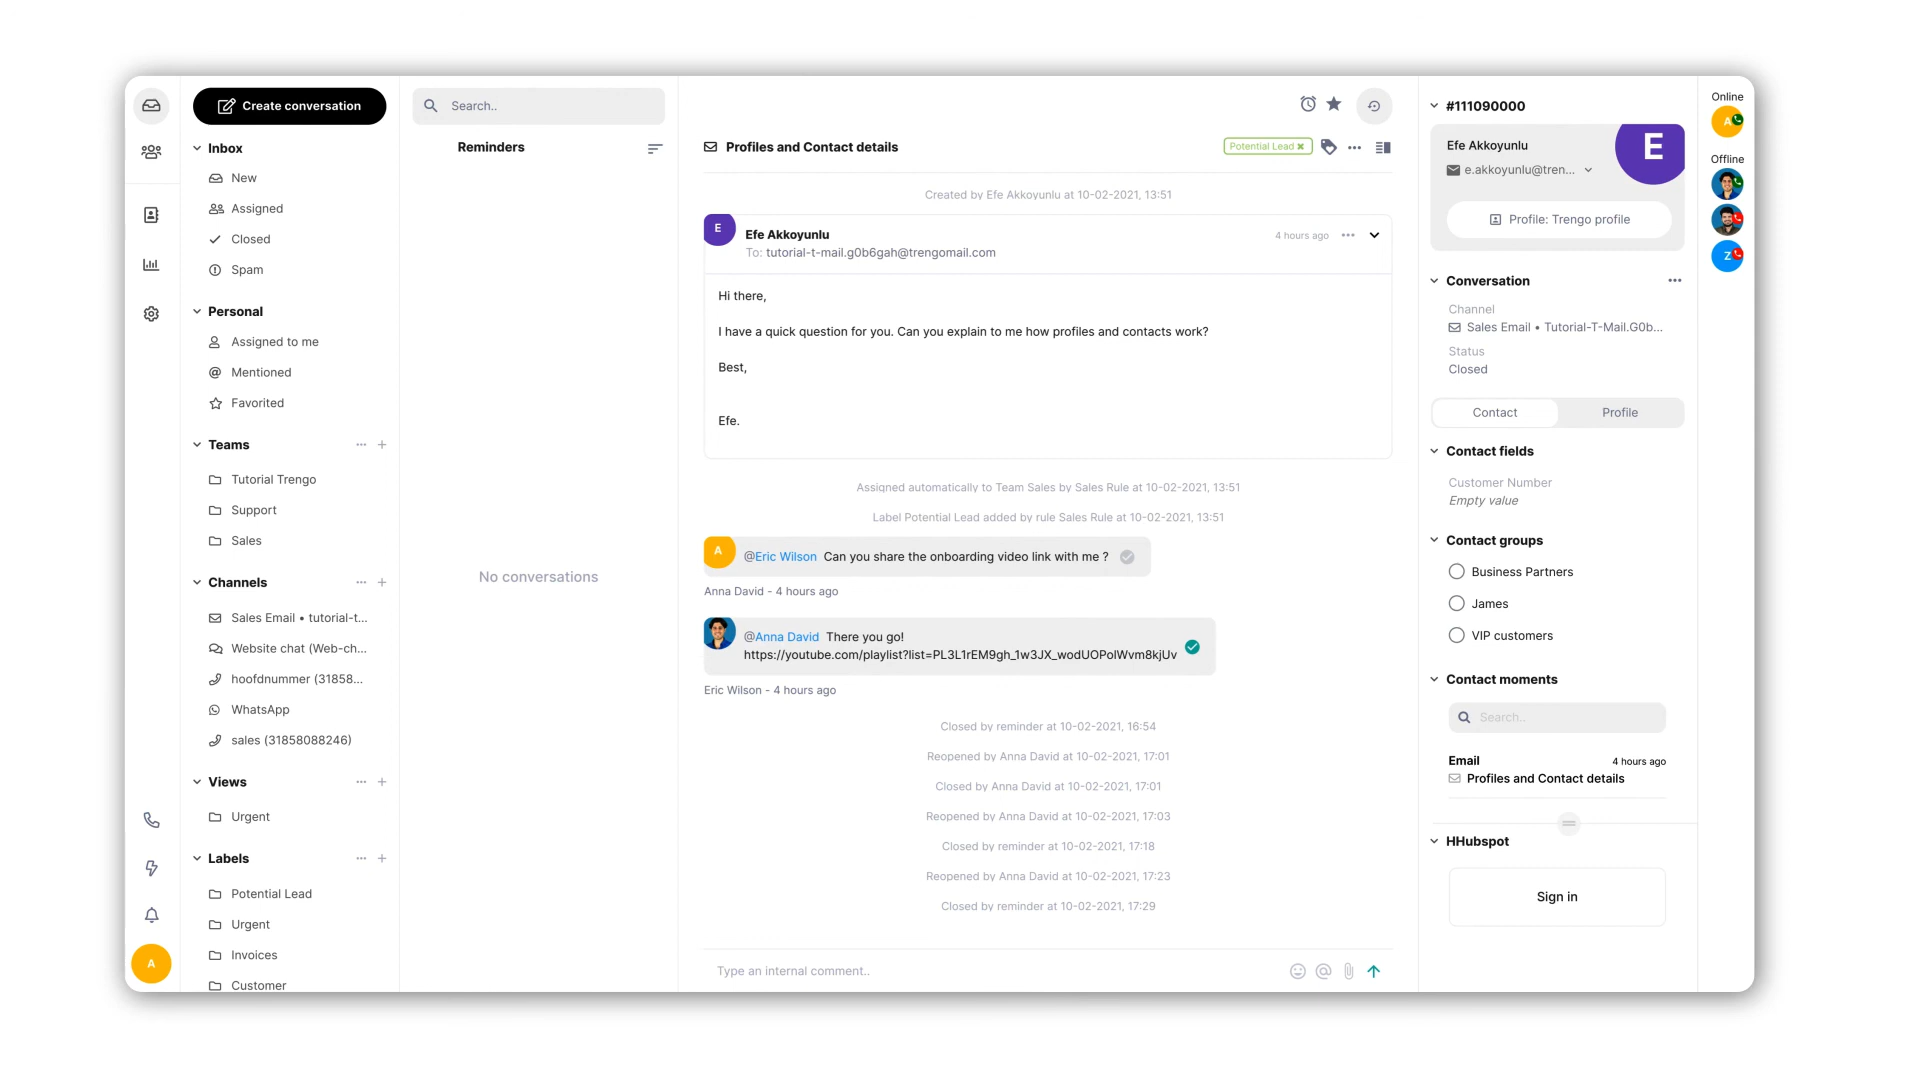 Create conversation
Inbox
New
Assigned
Closed
Spam
Personal
Assigned to me
Mentioned
Favorited
Teams
Tutorial Trengo
Support
Sales
Channels
Sales Email • tutorial-t...
Website chat (Web-ch...
hoofdnummer (31858...
WhatsApp
sales (31858088246)
Views
Urgent
Labels
Potential Lead
Urgent
Invoices
Customer
A
Search..
Reminders
No conversations
Profiles and Contact details
Potential Lead ×
Created by Efe Akkoyunlu at 10-02-2021, 13:51
E
Efe Akkoyunlu
4 hours ago
To: tutorial-t-mail.g0b6gah@trengomail.com
Hi there,
I have a quick question for you. Can you explain to me how profiles and contacts work?
Best,
Efe.
Assigned automatically to Team Sales by Sales Rule at 10-02-2021, 13:51
Label Potential Lead added by rule Sales Rule at 10-02-2021, 13:51
A
@Eric Wilson Can you share the onboarding video link with me ?
Anna David - 4 hours ago
@Anna David There you go!
https://youtube.com/playlist?list=PL3L1rEM9gh_1w3JX_wodUOPolWvm8kjUv
Eric Wilson - 4 hours ago
Closed by reminder at 10-02-2021, 16:54
Reopened by Anna David at 10-02-2021, 17:01
Closed by Anna David at 10-02-2021, 17:01
Reopened by Anna David at 10-02-2021, 17:03
Closed by reminder at 10-02-2021, 17:18
Reopened by Anna David at 10-02-2021, 17:23
Closed by reminder at 10-02-2021, 17:29
Type an internal comment..
#111090000
Efe Akkoyunlu
E
e.akkoyunlu@tren...
Profile: Trengo profile
Conversation
Channel
Sales Email • Tutorial-T-Mail.G0b...
Status
Closed
Contact
Profile
Contact fields
Customer Number
Empty value
Contact groups
Business Partners
James
VIP customers
Contact moments
Search..
Email
4 hours ago
Profiles and Contact details
HHubspot
Sign in
Online
A
Offline
Z